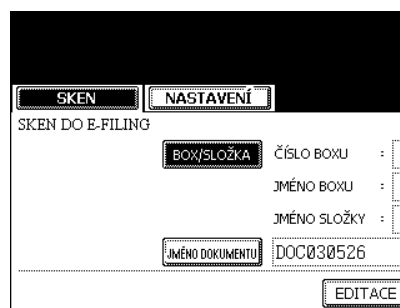 SKEN NASTAVENÍ
SKEN DO E-FILING
BOX/SLOŽKA ČÍSLO BOXU :
JMÉNO BOXU :
JMÉNO SLOŽKY :
JMÉNO DOKUMENTU DOC030526
EDITACE